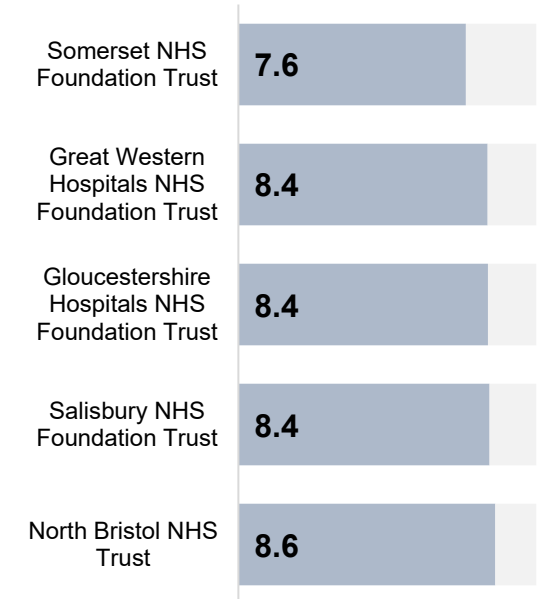 Somerset NHS
Foundation Trust
7.6
Great Western
Hospitals NHS
Foundation Trust
8.4
Gloucestershire
Hospitals NHS
Foundation Trust
8.4
Salisbury NHS
Foundation Trust
8.4
North Bristol NHS
Trust
8.6